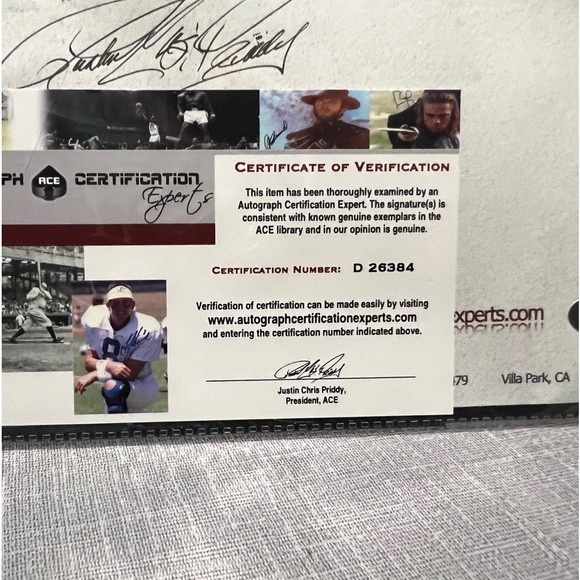 PH ACE CERTIFICATION
Experts
CERTIFICATE OF VERIFICATION
This item has been thoroughly examined by an
Autograph Certification Expert. The signature(s) is
consistent with known genuine exemplars in the
ACE library and in our opinion is genuine.
CERTIFICATION NUMBER: D 26384
Verification of certification can be made easily by visiting
www.autographcertificationexperts.com
and entering the certification number indicated above.
Justin Chris Priddy,
President, ACE
xperts.com
79 Villa Park, CA